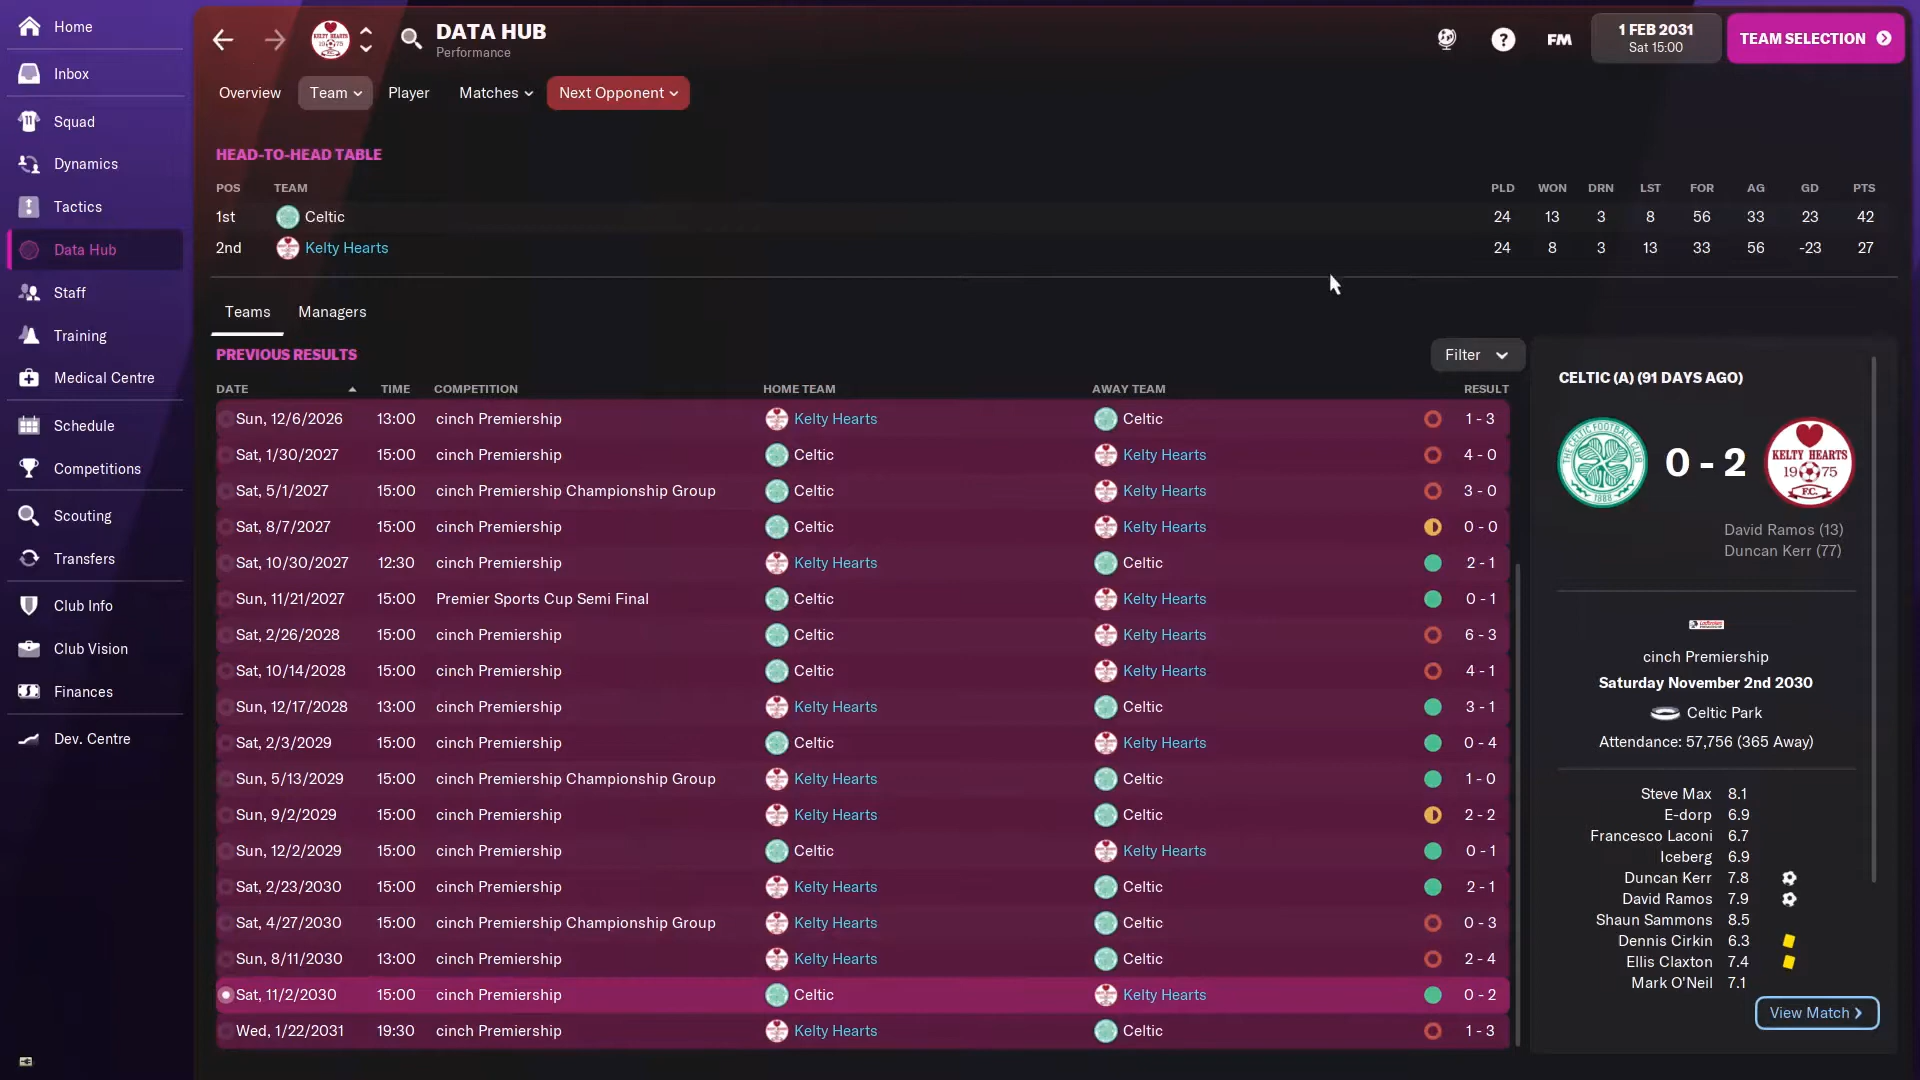 Home
Inbox
Squad
Dynamics
Tactics
Data Hub
Staff
Training
Medical Centre
Schedule
Competitions
Scouting
Transfers
Club Info
Club Vision
Finances
Dev. Centre
DATA HUB
Performance
FM
1 FEB 2031
Sat 15:00
TEAM SELECTION
Overview Team Player Matches Next Opponent
HEAD-TO-HEAD TABLE
POS TEAM PLD WON DRN LST FOR AG GD PTS
1st Celtic 24 13 3 8 56 33 23 42
2nd Kelty Hearts 24 8 3 13 33 56 -23 27
Teams Managers
PREVIOUS RESULTS
Filter
DATE TIME COMPETITION HOME TEAM AWAY TEAM RESULT
Sun, 12/6/2026 13:00 cinch Premiership Kelty Hearts Celtic 1 - 3
Sat, 1/30/2027 15:00 cinch Premiership Celtic Kelty Hearts 4 - 0
Sat, 5/1/2027 15:00 cinch Premiership Championship Group Celtic Kelty Hearts 3 - 0
Sat, 8/7/2027 15:00 cinch Premiership Celtic Kelty Hearts 0 - 0
Sat, 10/30/2027 12:30 cinch Premiership Kelty Hearts Celtic 2 - 1
Sun, 11/21/2027 15:00 Premier Sports Cup Semi Final Celtic Kelty Hearts 0 - 1
Sat, 2/26/2028 15:00 cinch Premiership Celtic Kelty Hearts 6 - 3
Sat, 10/14/2028 15:00 cinch Premiership Celtic Kelty Hearts 4 - 1
Sun, 12/17/2028 13:00 cinch Premiership Kelty Hearts Celtic 3 - 1
Sat, 2/3/2029 15:00 cinch Premiership Celtic Kelty Hearts 0 - 4
Sun, 5/13/2029 15:00 cinch Premiership Championship Group Kelty Hearts Celtic 1 - 0
Sun, 9/2/2029 15:00 cinch Premiership Kelty Hearts Celtic 2 - 2
Sun, 12/2/2029 15:00 cinch Premiership Celtic Kelty Hearts 0 - 1
Sat, 2/23/2030 15:00 cinch Premiership Kelty Hearts Celtic 2 - 1
Sat, 4/27/2030 15:00 cinch Premiership Championship Group Kelty Hearts Celtic 0 - 3
Sun, 8/11/2030 13:00 cinch Premiership Kelty Hearts Celtic 2 - 4
Sat, 11/2/2030 15:00 cinch Premiership Celtic Kelty Hearts 0 - 2
Wed, 1/22/2031 19:30 cinch Premiership Kelty Hearts Celtic 1 - 3
CELTIC (A) (91 DAYS AGO)
THE CELTIC FOOTBALL CLUB
1888
0 - 2
KELTY HEARTS
1975
F.C.
David Ramos (13)
Duncan Kerr (77)
cinch Premiership
Saturday November 2nd 2030
Celtic Park
Attendance: 57,756 (365 Away)
Steve Max 8.1
E-dorp 6.9
Francesco Laconi 6.7
Iceberg 6.9
Duncan Kerr 7.8
David Ramos 7.9
Shaun Sammons 8.5
Dennis Cirkin 6.3
Ellis Claxton 7.4
Mark O'Neil 7.1
View Match